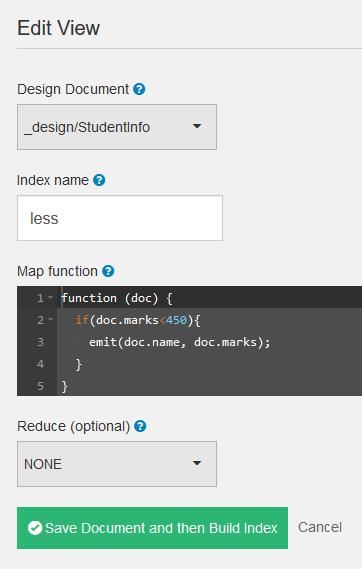 Edit View
Design Document
_design/StudentInfo
Index name
less
Map function
1 function (doc) {
2 if(doc.marks<450){
3 emit(doc.name, doc.marks);
4 }
5 }
Reduce (optional)
NONE
Save Document and then Build Index Cancel